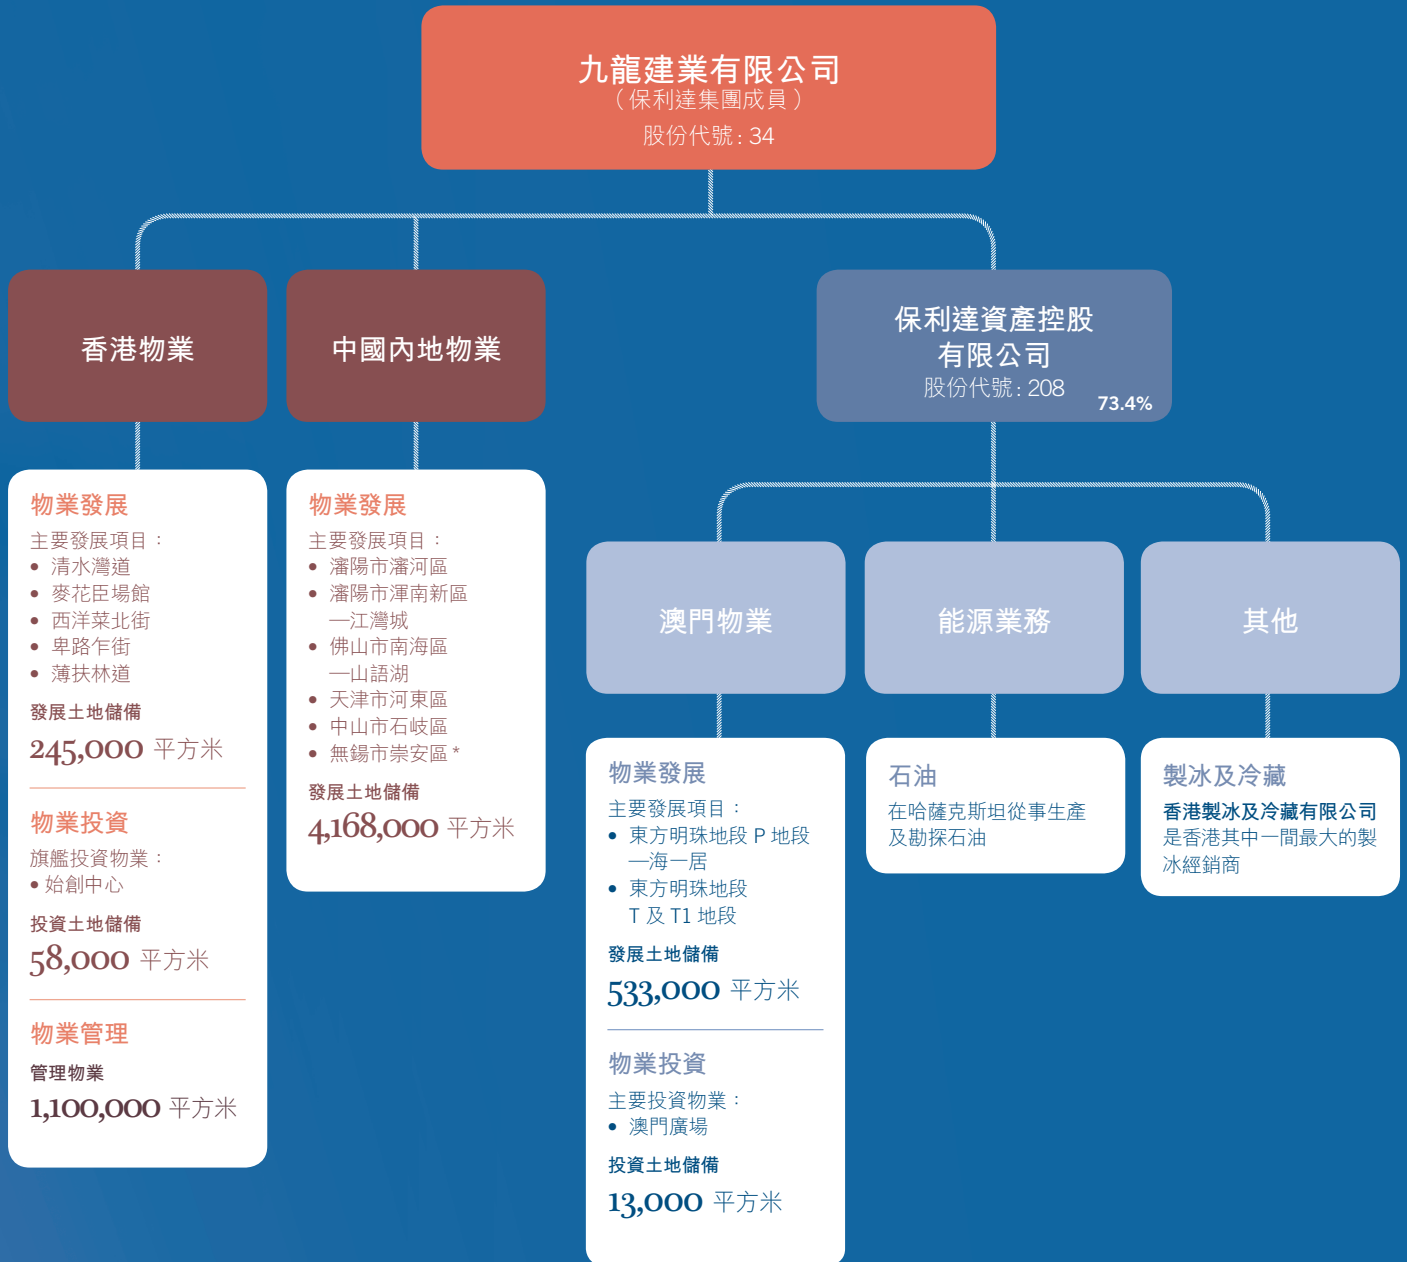 九龍建業有限公司
（保利達集團成員）
股份代號：34
香港物業
中國內地物業
保利達資產控股
有限公司
股份代號：208
73.4%
物業發展
主要發展項目：
• 清水灣道
• 麥花臣場館
• 西洋菜北街
• 卑路乍街
• 薄扶林道
發展土地儲備
245,000 平方米
物業投資
旗艦投資物業：
• 始創中心
投資土地儲備
58,000 平方米
物業管理
管理物業
1,100,000 平方米
物業發展
主要發展項目：
• 瀋陽市瀋河區
• 瀋陽市渾南新區
—江灣城
• 佛山市南海區
—山語湖
• 天津市河東區
• 中山市石岐區
• 無錫市崇安區*
發展土地儲備
4,168,000 平方米
澳門物業
能源業務
其他
物業發展
主要發展項目：
• 東方明珠地段 P 地段
—海一居
• 東方明珠地段
T 及 T1 地段
發展土地儲備
533,000 平方米
物業投資
主要投資物業：
• 澳門廣場
投資土地儲備
13,000 平方米
石油
在哈薩克斯坦從事生產
及勘探石油
製冰及冷藏
香港製冰及冷藏有限公司
是香港其中一間最大的製
冰經銷商